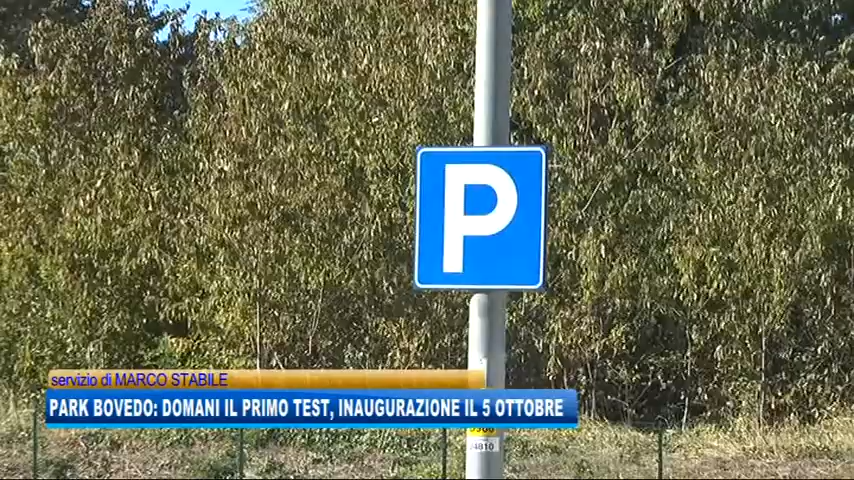 P
servizio di MARCO STABILE
PARK BOVEDO: DOMANI IL PRIMO TEST, INAUGURAZIONE IL 5 OTTOBRE